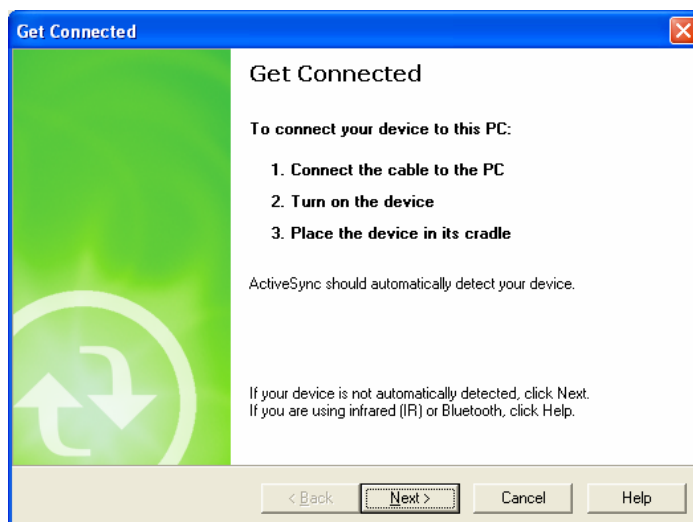 Get Connected
Get Connected
To connect your device to this PC:
1. Connect the cable to the PC
2. Turn on the device
3. Place the device in its cradle
ActiveSync should automatically detect your device.
If your device is not automatically detected, click Next.
If you are using infrared (IR) or Bluetooth, click Help.
< Back Next > Cancel Help